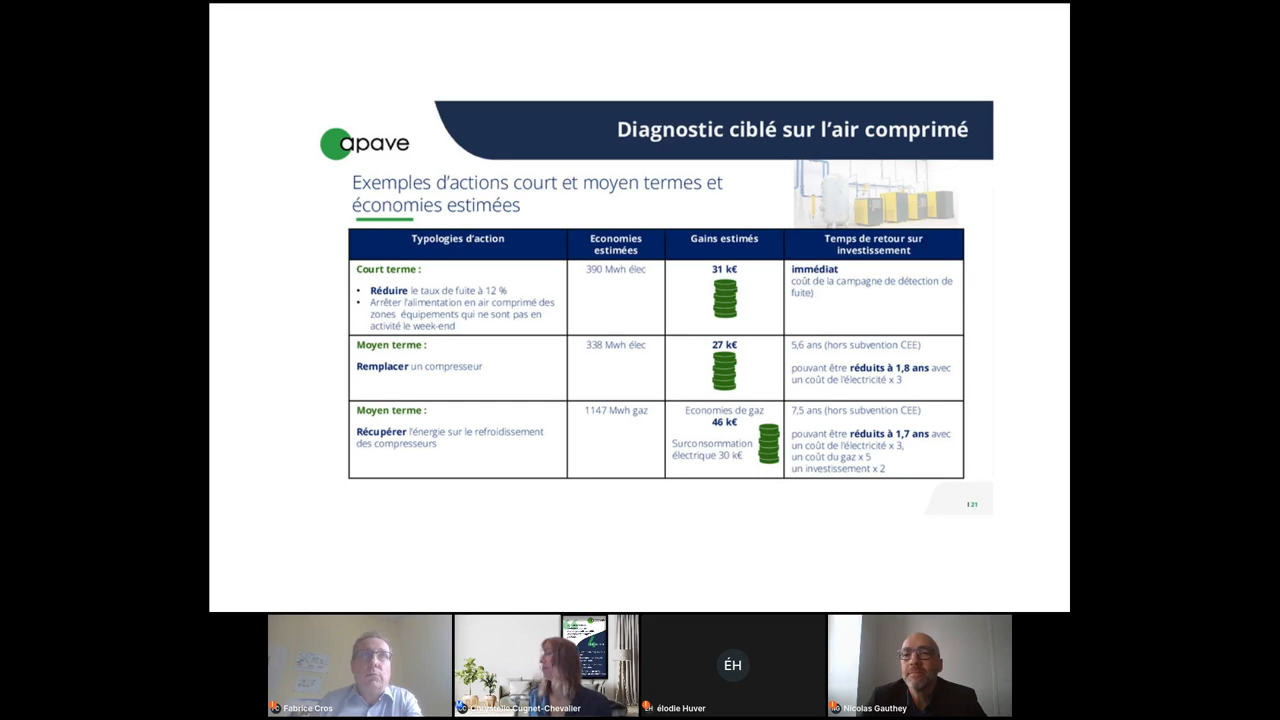 apave
Diagnostic ciblé sur l'air comprimé
Exemples d'actions court et moyen termes et
économies estimées
Typologies d'action
Economies
estimées
Gains estimés
Temps de retour sur
investissement
Court terme :
• Réduire le taux de fuite à 12 %
• Arrêter l'alimentation en air comprimé des
zones équipements qui ne sont pas en
activité le week-end
390 Mwh élec
31 k€
immédiat
coût de la campagne de détection de
fuite)
Moyen terme :
Remplacer un compresseur
338 Mwh élec
27 k€
5,6 ans (hors subvention CEE)
pouvant être réduits à 1,8 ans avec
un coût de l'électricité x 3
Moyen terme :
Récupérer l'énergie sur le refroidissement
des compresseurs
1147 Mwh gaz
Economies de gaz
46 k€
Surconsommation
électrique 30 k€
7,5 ans (hors subvention CEE)
pouvant être réduits à 1,7 ans avec
un coût de l'électricité x 3,
un coût du gaz x 5
un investissement x 2
I 21
ÉH
Fabrice Cros
Cugnet-Chevalier
élodie Huver
Nicolas Gauthey